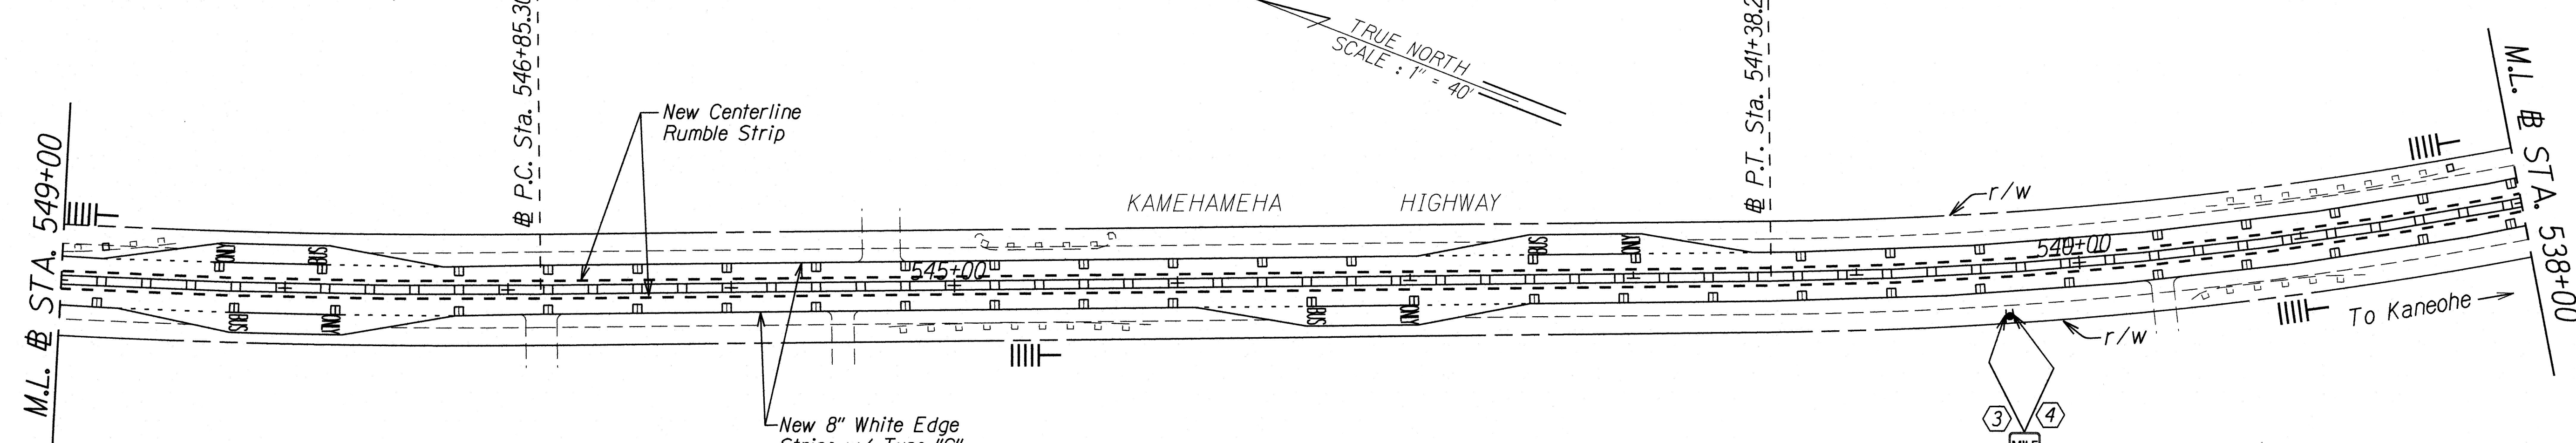 M.L. ℄ STA. 549+00
℄ P.C. Sta. 546+85.30
New Centerline
Rumble Strip
TRUE NORTH
SCALE : 1" = 40'
℄ P.T. Sta. 541+38.2
M.L. ℄ STA. 538+00
KAMEHAMEHA HIGHWAY
r/w
ONLY
BUS
BUS
ONLY
545+00
540+00
BUS
ONLY
BUS
ONLY
To Kaneohe
r/w
New 8" White Edge
3
4
MILE